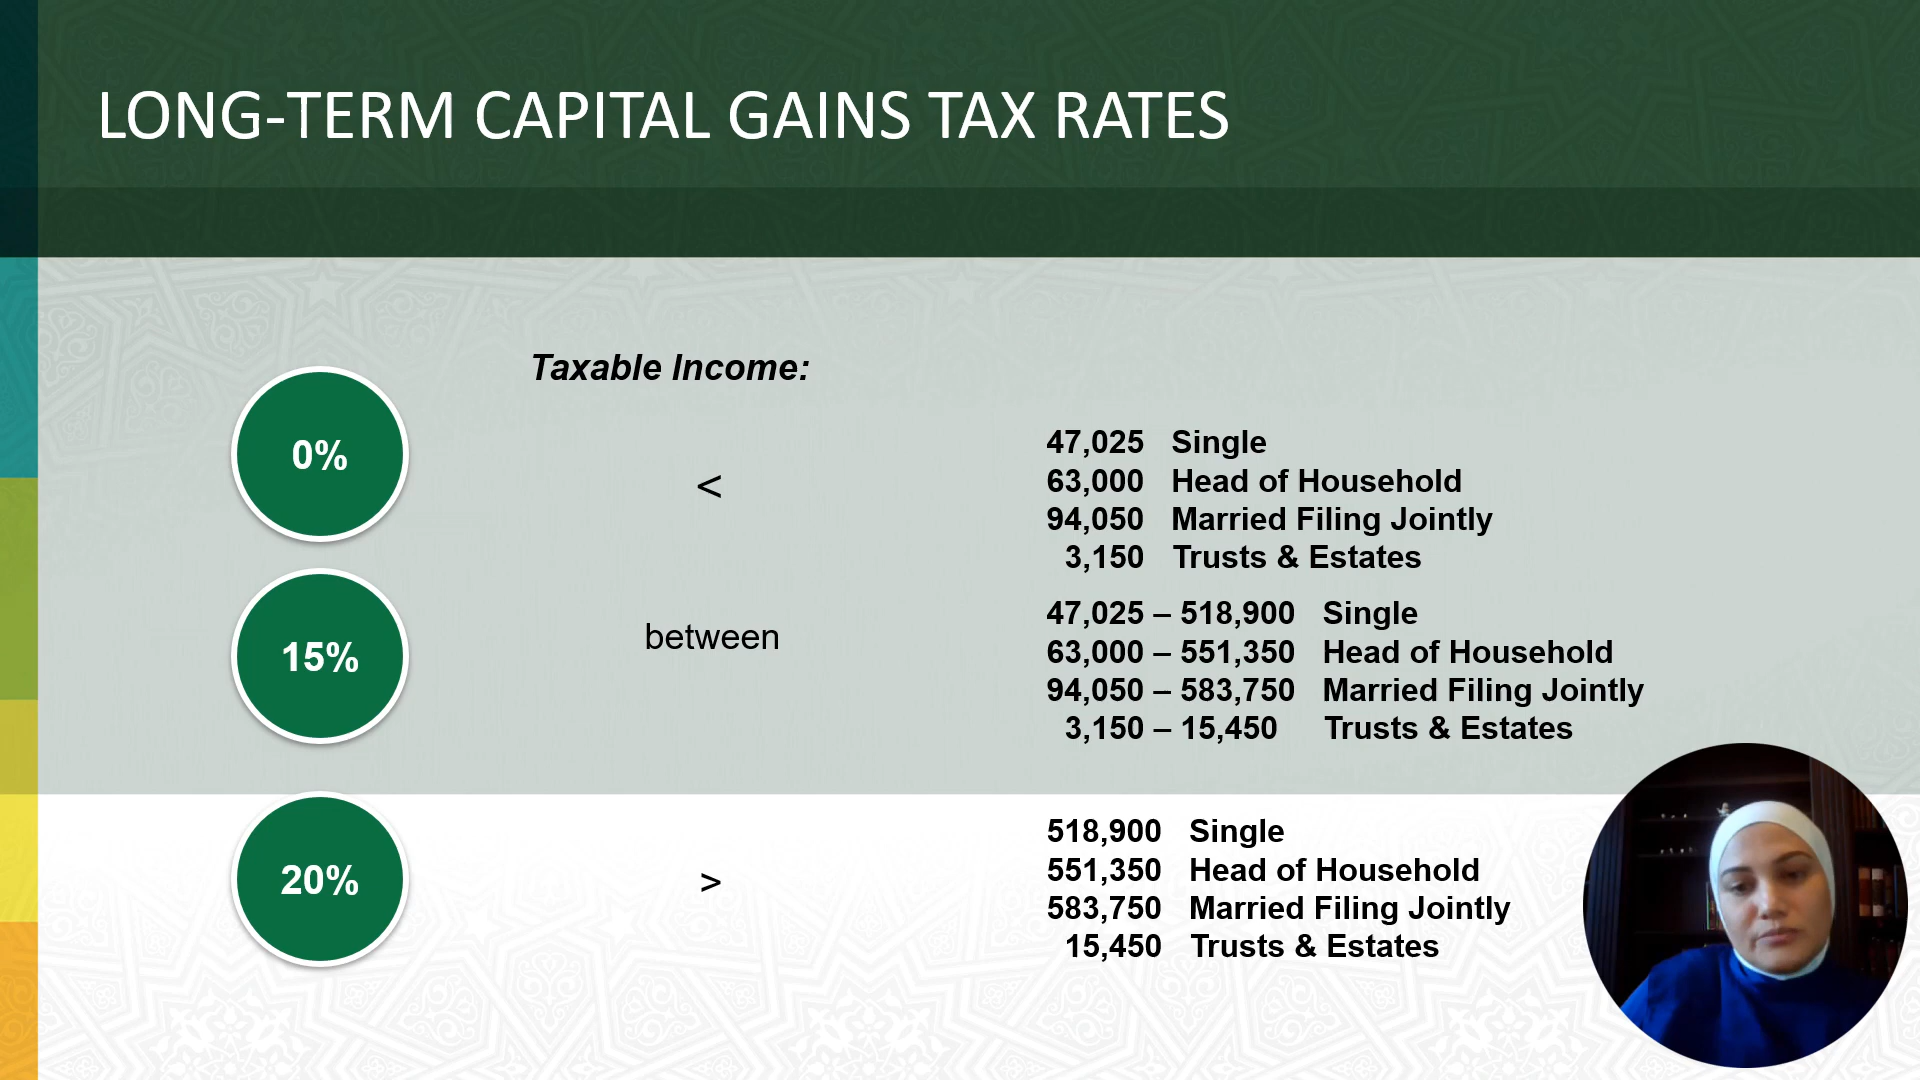 LONG-TERM CAPITAL GAINS TAX RATES
Taxable Income:
0%
<
47,025 Single
63,000 Head of Household
94,050 Married Filing Jointly
3,150 Trusts & Estates
15%
between
47,025 – 518,900 Single
63,000 – 551,350 Head of Household
94,050 – 583,750 Married Filing Jointly
3,150 – 15,450 Trusts & Estates
20%
>
518,900 Single
551,350 Head of Household
583,750 Married Filing Jointly
15,450 Trusts & Estates